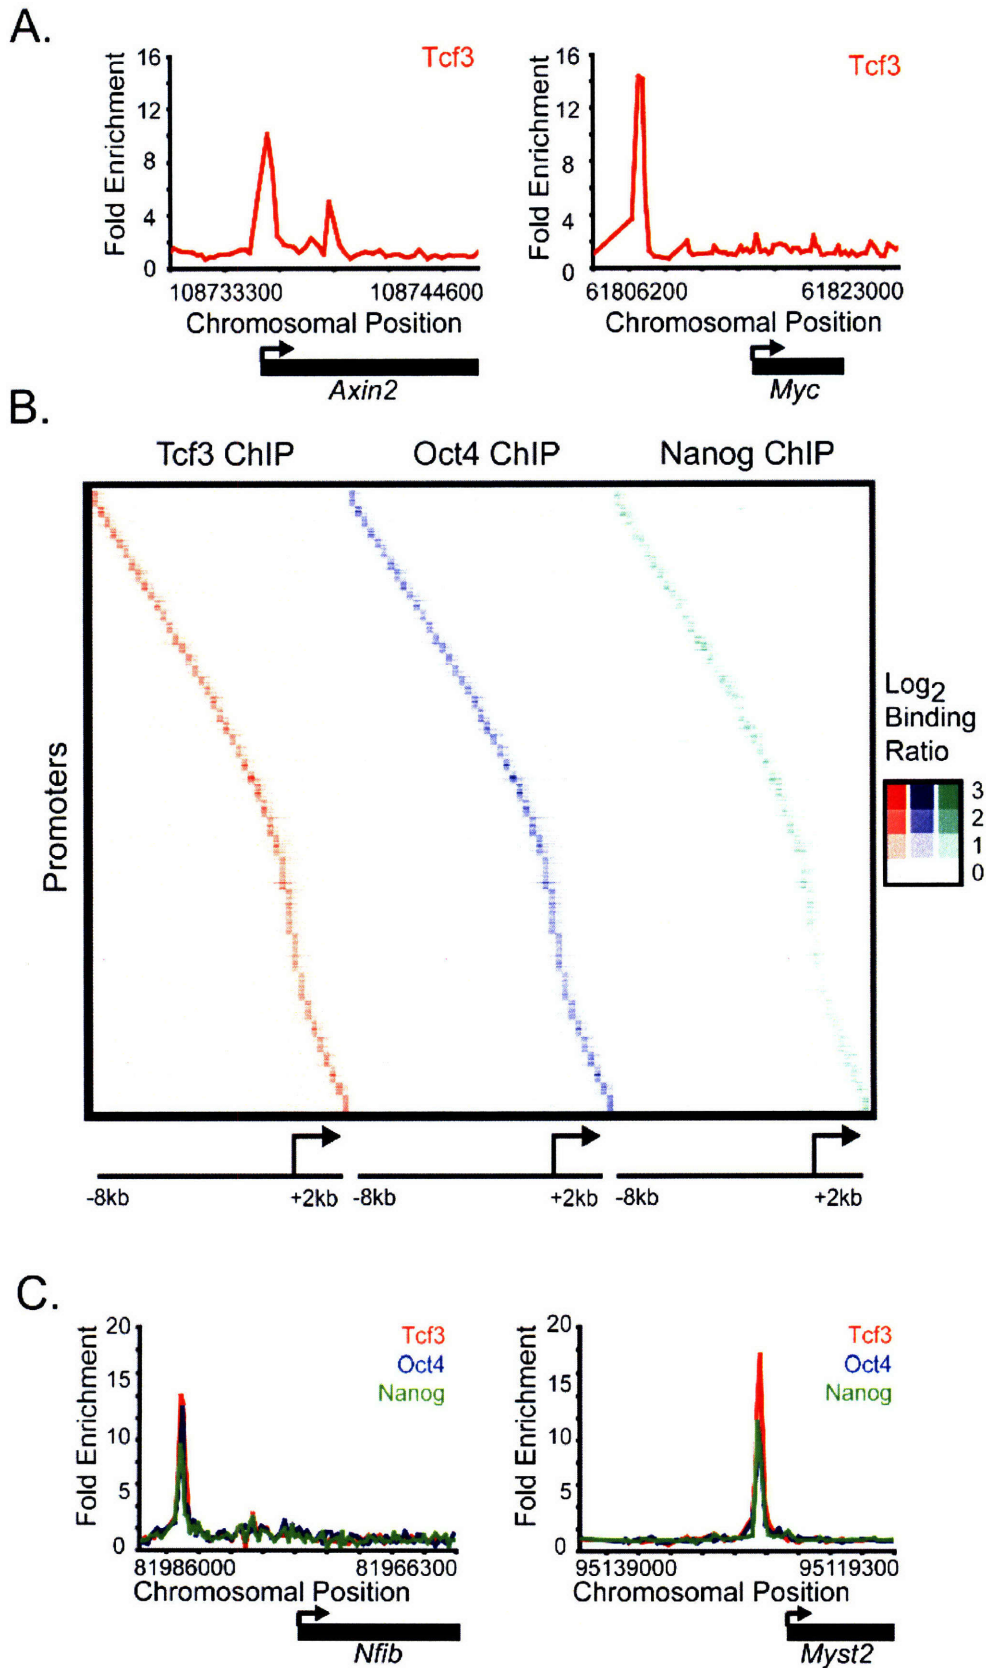 A.
Tcf3
Fold Enrichment
16
12
8
4
0
108733300 108744600
Chromosomal Position
Axin2
Tcf3
Fold Enrichment
16
12
8
4
0
61806200 61823000
Chromosomal Position
Myc
B.
Tcf3 ChIP Oct4 ChIP Nanog ChIP
Promoters
Log2
Binding
Ratio
3
2
1
0
-8kb +2kb -8kb +2kb -8kb +2kb
C.
Fold Enrichment
20
15
10
5
0
Tcf3
Oct4
Nanog
81986000 81966300
Chromosomal Position
Nfib
Fold Enrichment
20
15
10
5
0
Tcf3
Oct4
Nanog
95139000 95119300
Chromosomal Position
Myst2